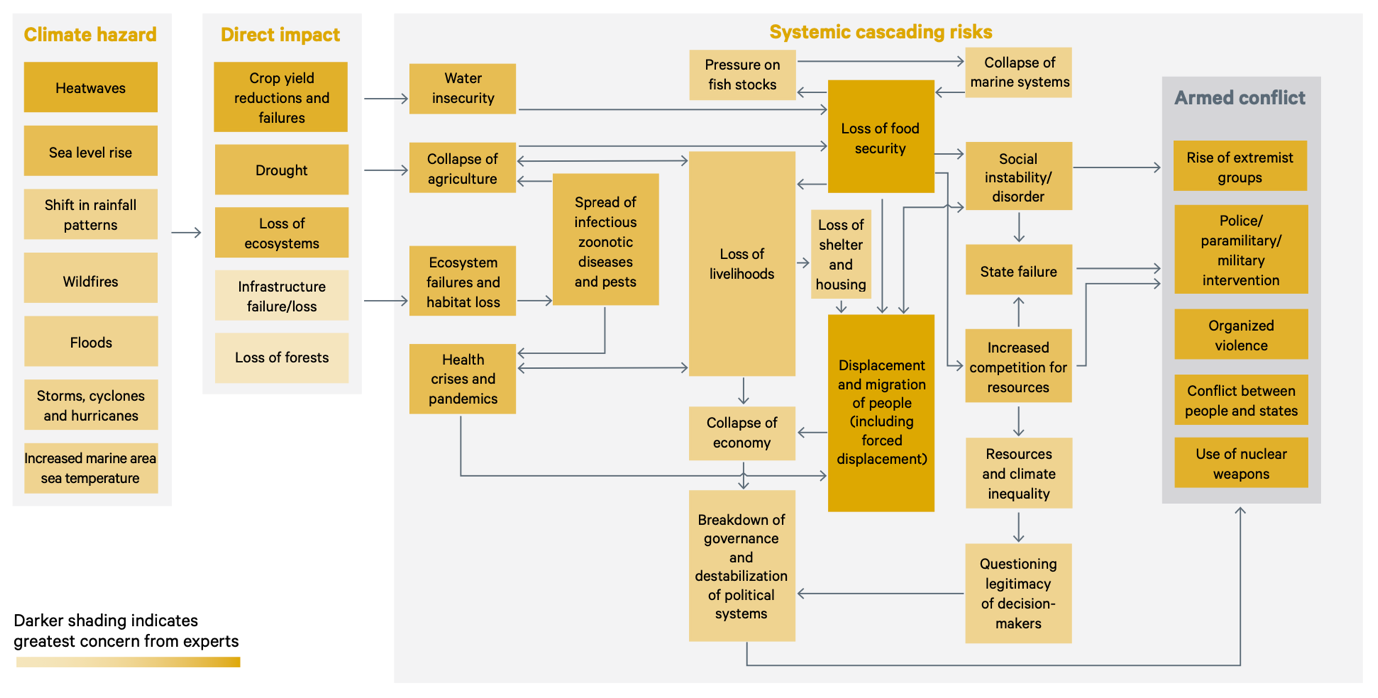 Climate hazard
Heatwaves
Sea level rise
Shift in rainfall
patterns
Wildfires
Floods
Storms, cyclones
and hurricanes
Increased marine area
sea temperature
Direct impact
Crop yield
reductions and
failures
Drought
Loss of
ecosystems
Infrastructure
failure/loss
Loss of forests
Systemic cascading risks
Water
insecurity
Collapse of
agriculture
Ecosystem
failures and
habitat loss
Health
crises and
pandemics
Spread of
infectious
zoonotic
diseases
and pests
Pressure on
fish stocks
Loss of
livelihoods
Collapse of
economy
Breakdown of
governance
and
destabilization
of political
systems
Loss of food
security
Loss of
shelter
and
housing
Displacement
and migration
of people
(including
forced
displacement)
Collapse of
marine systems
Social
instability/
disorder
State failure
Increased
competition for
resources
Resources
and climate
inequality
Questioning
legitimacy
of decision-
makers
Armed conflict
Rise of extremist
groups
Police/
paramilitary/
military
intervention
Organized
violence
Conflict between
people and states
Use of nuclear
weapons
Darker shading indicates
greatest concern from experts